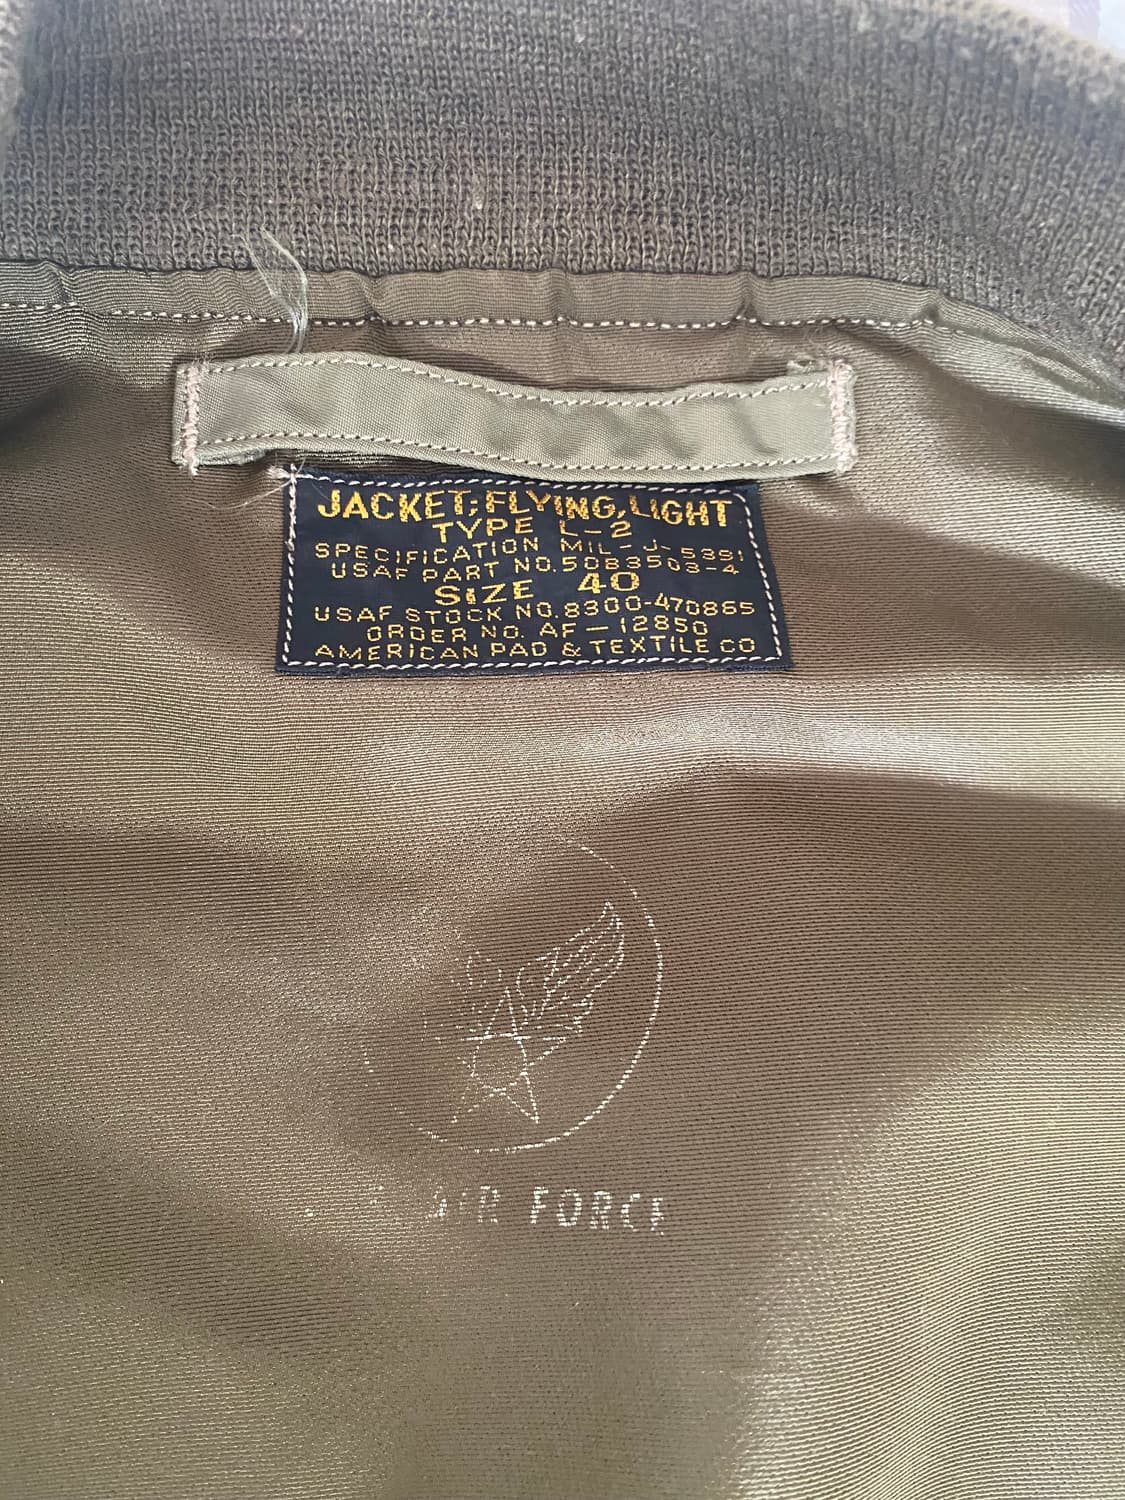 JACKET; FLYING, LIGHT
TYPE L-2
SPECIFICATION MIL-J-5391
USAF PART NO. 50B3503-4
SIZE 40
USAF STOCK NO. 8300-470865
ORDER NO. AF-12850
AMERICAN PAD & TEXTILE CO
AIR FORCE